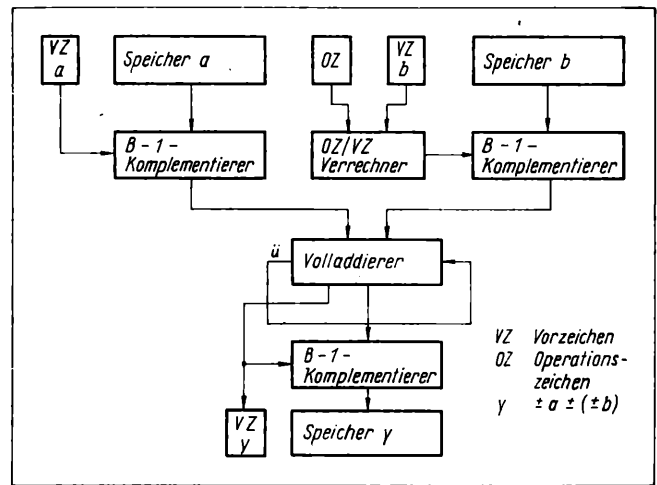 VZ
a
Speicher a
OZ
VZ
b
Speicher b
B-1-
Komplementierer
OZ/VZ
Verrechner
B-1-
Komplementierer
ü
Volladdierer
B-1-
Komplementierer
VZ
y
Speicher y
VZ Vorzeichen
OZ Operations-
zeichen
y ± a ± (± b)